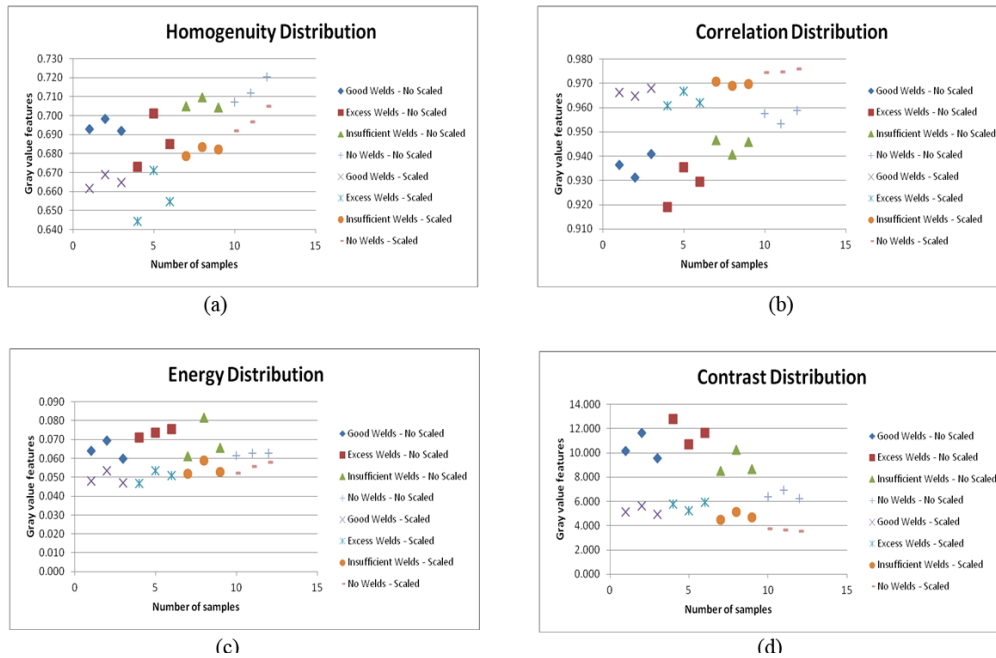 Homogenuity Distribution
Gray value features
0.730
0.720
0.710
0.700
0.690
0.680
0.670
0.660
0.650
0.640
0
5
10
15
Number of samples
Good Welds - No Scaled
Excess Welds - No Scaled
Insufficient Welds - No Scaled
No Welds - No Scaled
Good Welds - Scaled
Excess Welds - Scaled
Insufficient Welds - Scaled
No Welds - Scaled
(a)
Correlation Distribution
Gray value features
0.980
0.970
0.960
0.950
0.940
0.930
0.920
0.910
0
5
10
15
Number of samples
Good Welds - No Scaled
Excess Welds - No Scaled
Insufficient Welds - No Scaled
No Welds - No Scaled
Good Welds - Scaled
Excess Welds - Scaled
Insufficient Welds - Scaled
No Welds - Scaled
(b)
Energy Distribution
Gray value features
0.090
0.080
0.070
0.060
0.050
0.040
0.030
0.020
0.010
0.000
0
5
10
15
Number of samples
Good Welds - No Scaled
Excess Welds - No Scaled
Insufficient Welds - No Scaled
No Welds - No Scaled
Good Welds - Scaled
Excess Welds - Scaled
Insufficient Welds - Scaled
No Welds - Scaled
(c)
Contrast Distribution
Gray value features
14.000
12.000
10.000
8.000
6.000
4.000
2.000
0.000
0
5
10
15
Number of samples
Good Welds - No Scaled
Excess Welds - No Scaled
Insufficient Welds - No Scaled
No Welds - No Scaled
Good Welds - Scaled
Excess Welds - Scaled
Insufficient Welds - Scaled
No Welds - Scaled
(d)